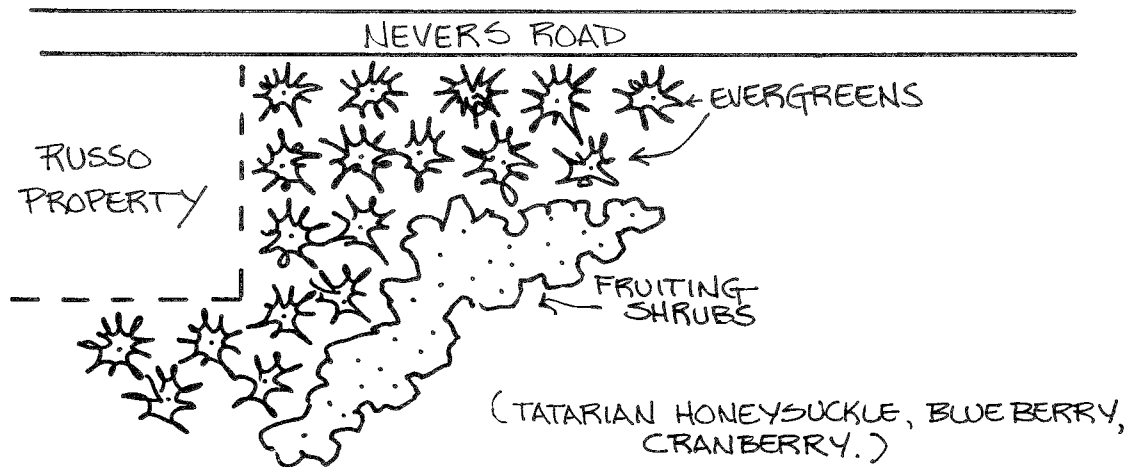 NEVERS ROAD
EVERGREENS
RUSSO
PROPERTY
FRUITING
SHRUBS
(TATARIAN HONEYSUCKLE, BLUEBERRY,
CRANBERRY.)